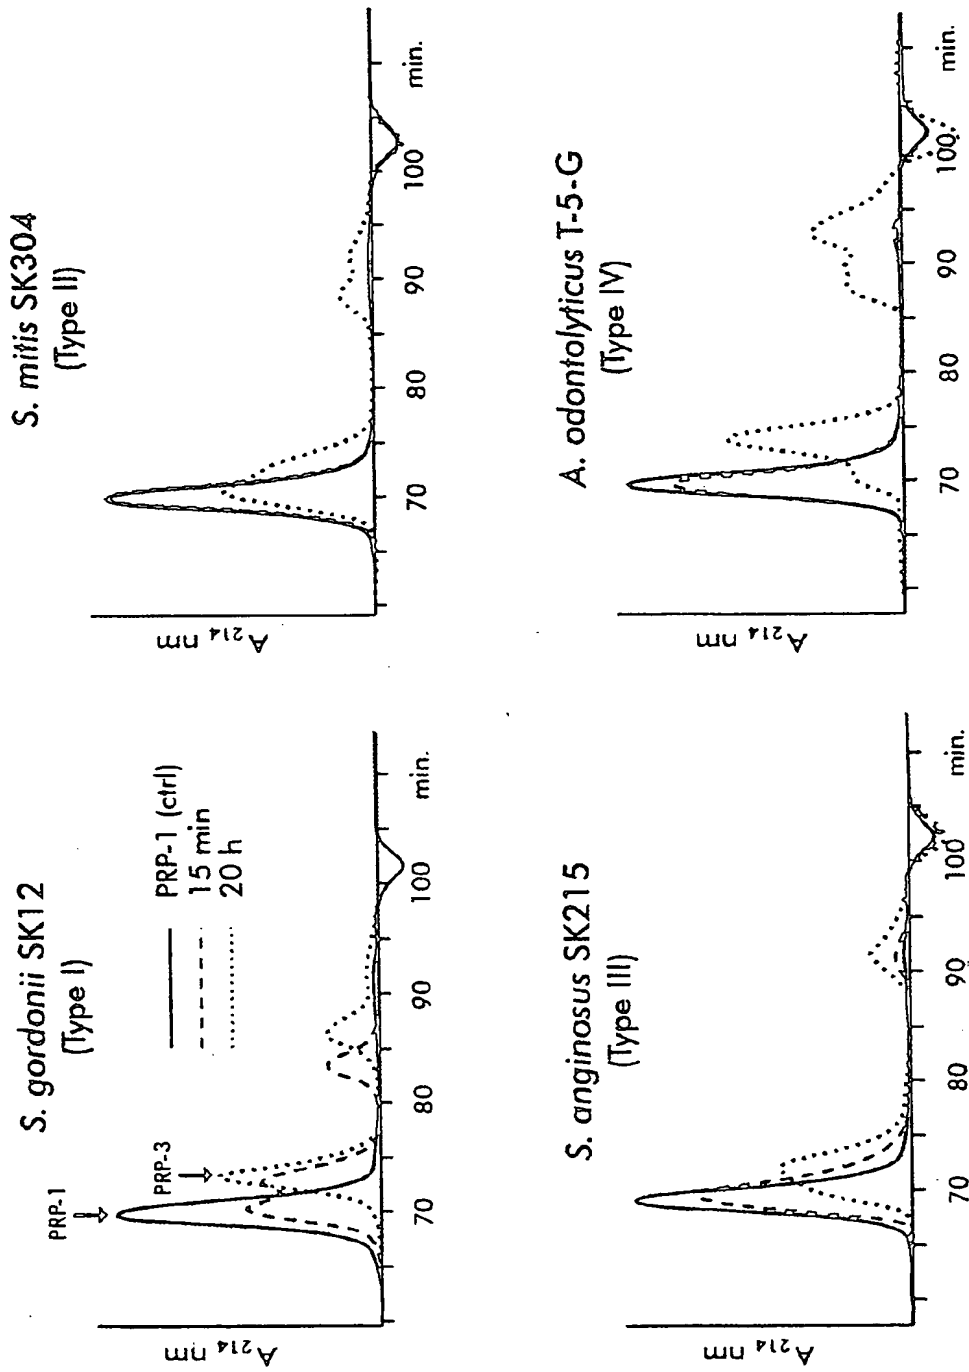 S. gordonii SK12
(Type I)
PRP-1
PRP-3
PRP-1 (ctrl)
15 min
20 h
A214 nm
70 80 90 100 min.
S. mitis SK304
(Type II)
A214 nm
70 80 90 100 min.
S. anginosus SK215
(Type III)
A214 nm
70 80 90 100 min.
A. odontolyticus T-5-G
(Type IV)
A214 nm
70 80 90 100 min.